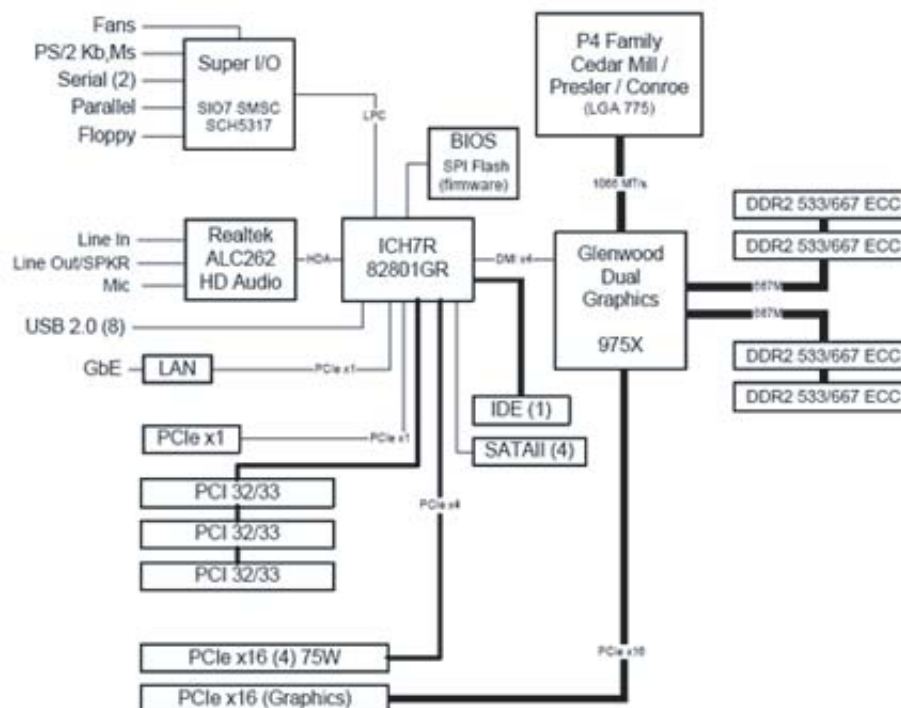 Fans
PS/2 Kb,Ms
Serial (2)
Parallel
Floppy
Super I/O
SIO7 SMSC
SCH5317
LPC
BIOS
SPI Flash
(firmware)
P4 Family
Cedar Mill /
Presler / Conroe
(LGA 775)
1066 MT/s
DDR2 533/667 ECC
DDR2 533/667 ECC
667M
667M
DDR2 533/667 ECC
DDR2 533/667 ECC
Line In
Line Out/SPKR
Mic
Realtek
ALC262
HD Audio
HDA
ICH7R
82801GR
DMI x4
Glenwood
Dual
Graphics
975X
USB 2.0 (8)
GbE
LAN
PCIe x1
PCIe x1
PCIe x1
IDE (1)
SATAII (4)
PCI 32/33
PCI 32/33
PCI 32/33
PCIe x4
PCIe x16 (4) 75W
PCIe x16
PCIe x16 (Graphics)